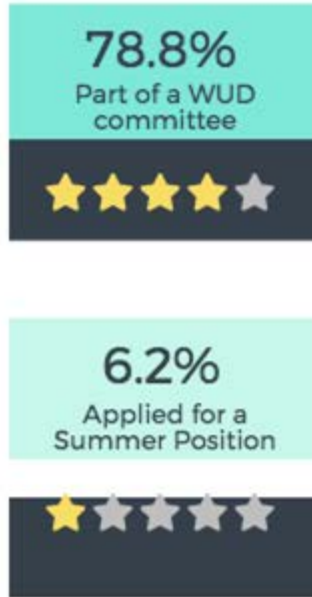 78.8%
Part of a WUD
committee
6.2%
Applied for a
Summer Position